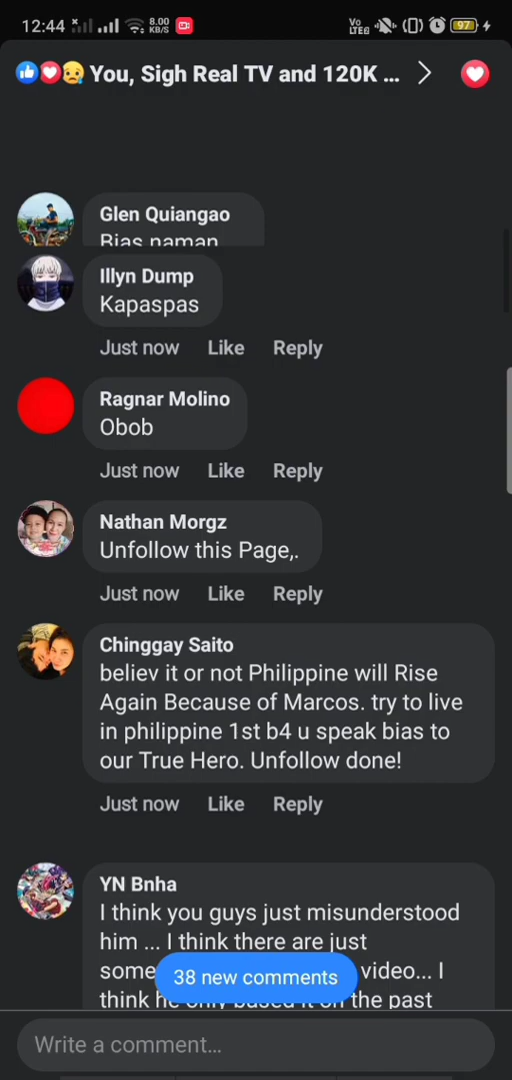 12:44
8.00
KB/S
Vo
LTE2
97
You, Sigh Real TV and 120K ...
Glen Quiangao
Bias naman
Illyn Dump
Kapaspas
Just now Like Reply
Ragnar Molino
Obob
Just now Like Reply
Nathan Morgz
Unfollow this Page,.
Just now Like Reply
Chinggay Saito
believ it or not Philippine will Rise
Again Because of Marcos. try to live
in philippine 1st b4 u speak bias to
our True Hero. Unfollow done!
Just now Like Reply
YN Bnha
I think you guys just misunderstood
him ... I think there are just
some video... I
38 new comments
think he only based it on the past
Write a comment...